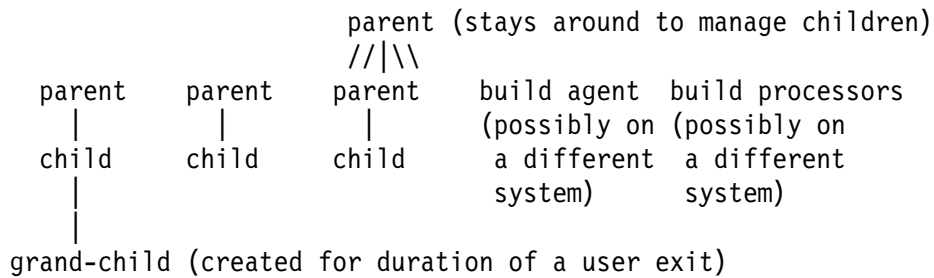 parent (stays around to manage children)
//|\\
parent parent parent build agent build processors
| | | (possibly on (possibly on
child child child a different a different
| system) system)
|
grand-child (created for duration of a user exit)